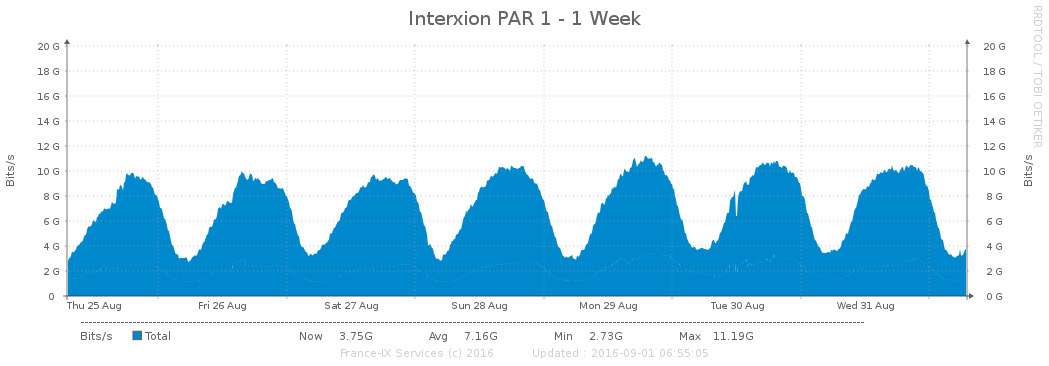 Interxion PAR 1 - 1 Week
RRDTOOL / TOBI OETIKER
20 G 20 G
18 G 18 G
16 G 16 G
14 G 14 G
12 G 12 G
10 G 10 G
8 G 8 G
6 G 6 G
4 G 4 G
2 G 2 G
0 0 G
Bits/s
Bits/s
Thu 25 Aug Fri 26 Aug Sat 27 Aug Sun 28 Aug Mon 29 Aug Tue 30 Aug Wed 31 Aug
Bits/s Total Now 3.75G Avg 7.16G Min 2.73G Max 11.19G
France-IX Services (c) 2016 Updated : 2016-09-01 06:55:05